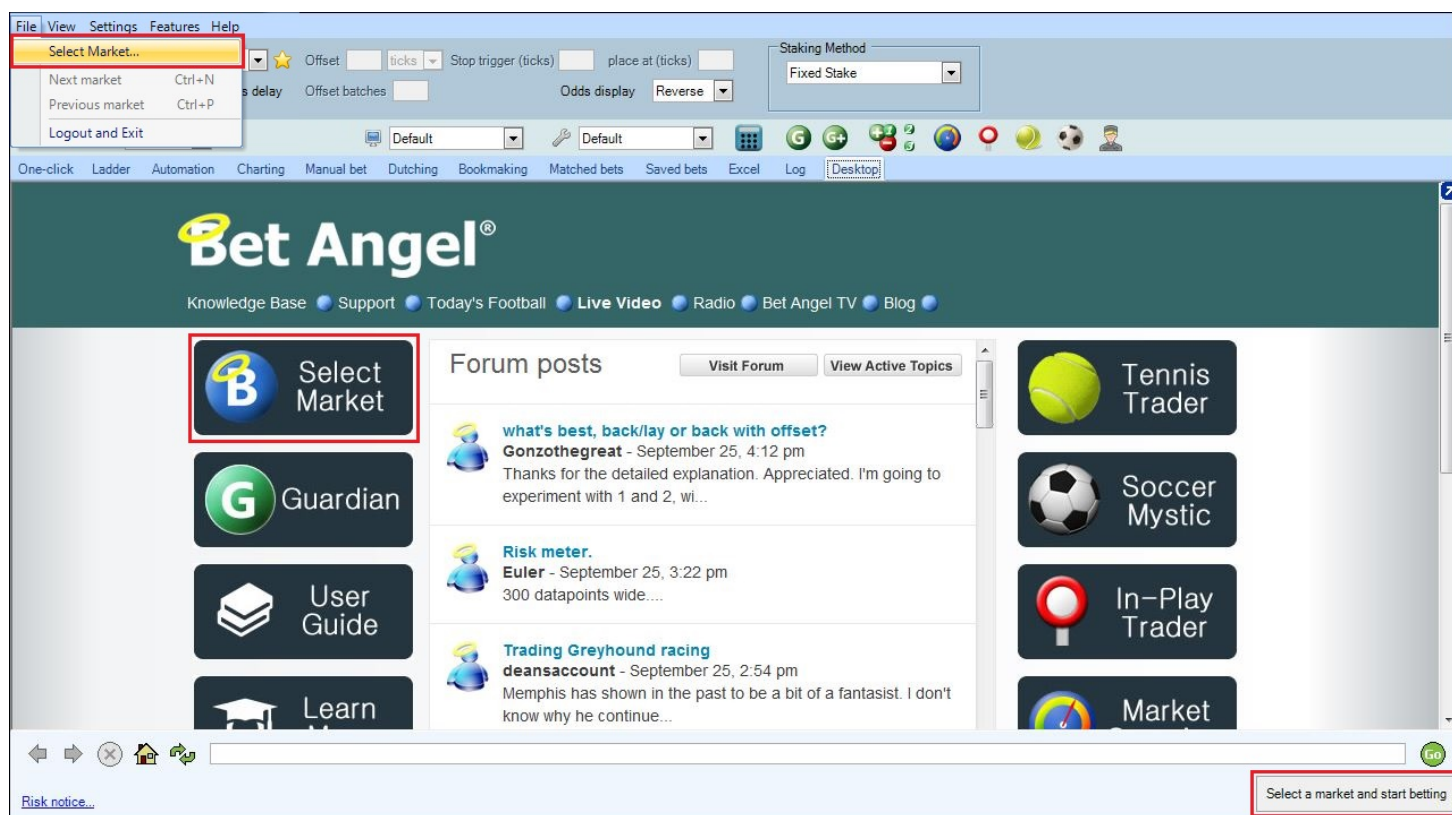 File View Settings Features Help
Select Market...
Next market Ctrl+N
Previous market Ctrl+P
Logout and Exit
Offset ticks Stop trigger (ticks) place at (ticks)
s delay Offset batches Odds display Reverse
Staking Method
Fixed Stake
Default Default
One-click Ladder Automation Charting Manual bet Dutching Bookmaking Matched bets Saved bets Excel Log Desktop
Bet Angel®
Knowledge Base Support Today's Football Live Video Radio Bet Angel TV Blog
Select
Market
Guardian
User
Guide
Learn
Forum posts Visit Forum View Active Topics
what's best, back/lay or back with offset?
Gonzothegreat - September 25, 4:12 pm
Thanks for the detailed explanation. Appreciated. I'm going to
experiment with 1 and 2, wi...
Risk meter.
Euler - September 25, 3:22 pm
300 datapoints wide....
Trading Greyhound racing
deansaccount - September 25, 2:54 pm
Memphis has shown in the past to be a bit of a fantasist. I don't
know why he continue...
Tennis
Trader
Soccer
Mystic
In-Play
Trader
Market
Go
Risk notice...
Select a market and start betting